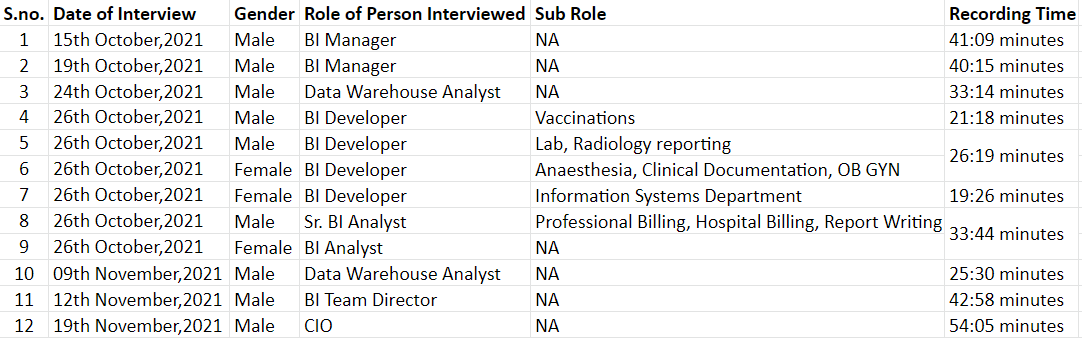 S.no. Date of Interview Gender Role of Person Interviewed Sub Role Recording Time
1 15th October,2021 Male BI Manager NA 41:09 minutes
2 19th October,2021 Male BI Manager NA 40:15 minutes
3 24th October,2021 Male Data Warehouse Analyst NA 33:14 minutes
4 26th October,2021 Male BI Developer Vaccinations 21:18 minutes
5 26th October,2021 Male BI Developer Lab, Radiology reporting
26:19 minutes
6 26th October,2021 Female BI Developer Anaesthesia, Clinical Documentation, OB GYN
7 26th October,2021 Female BI Developer Information Systems Department 19:26 minutes
8 26th October,2021 Male Sr. BI Analyst Professional Billing, Hospital Billing, Report Writing
33:44 minutes
9 26th October,2021 Female BI Analyst NA
10 09th November,2021 Male Data Warehouse Analyst NA 25:30 minutes
11 12th November,2021 Male BI Team Director NA 42:58 minutes
12 19th November,2021 Male CIO NA 54:05 minutes